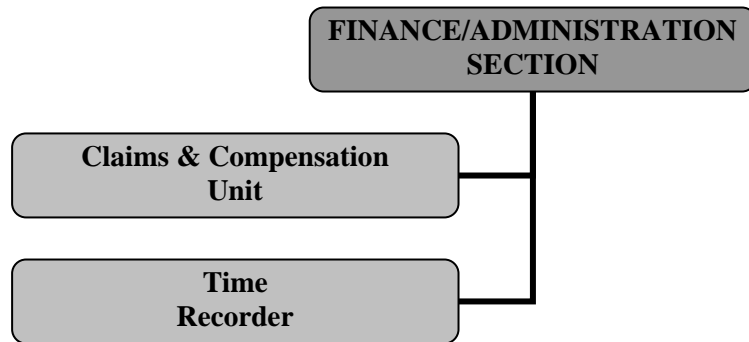 FINANCE/ADMINISTRATION
SECTION
Claims & Compensation
Unit
Time
Recorder